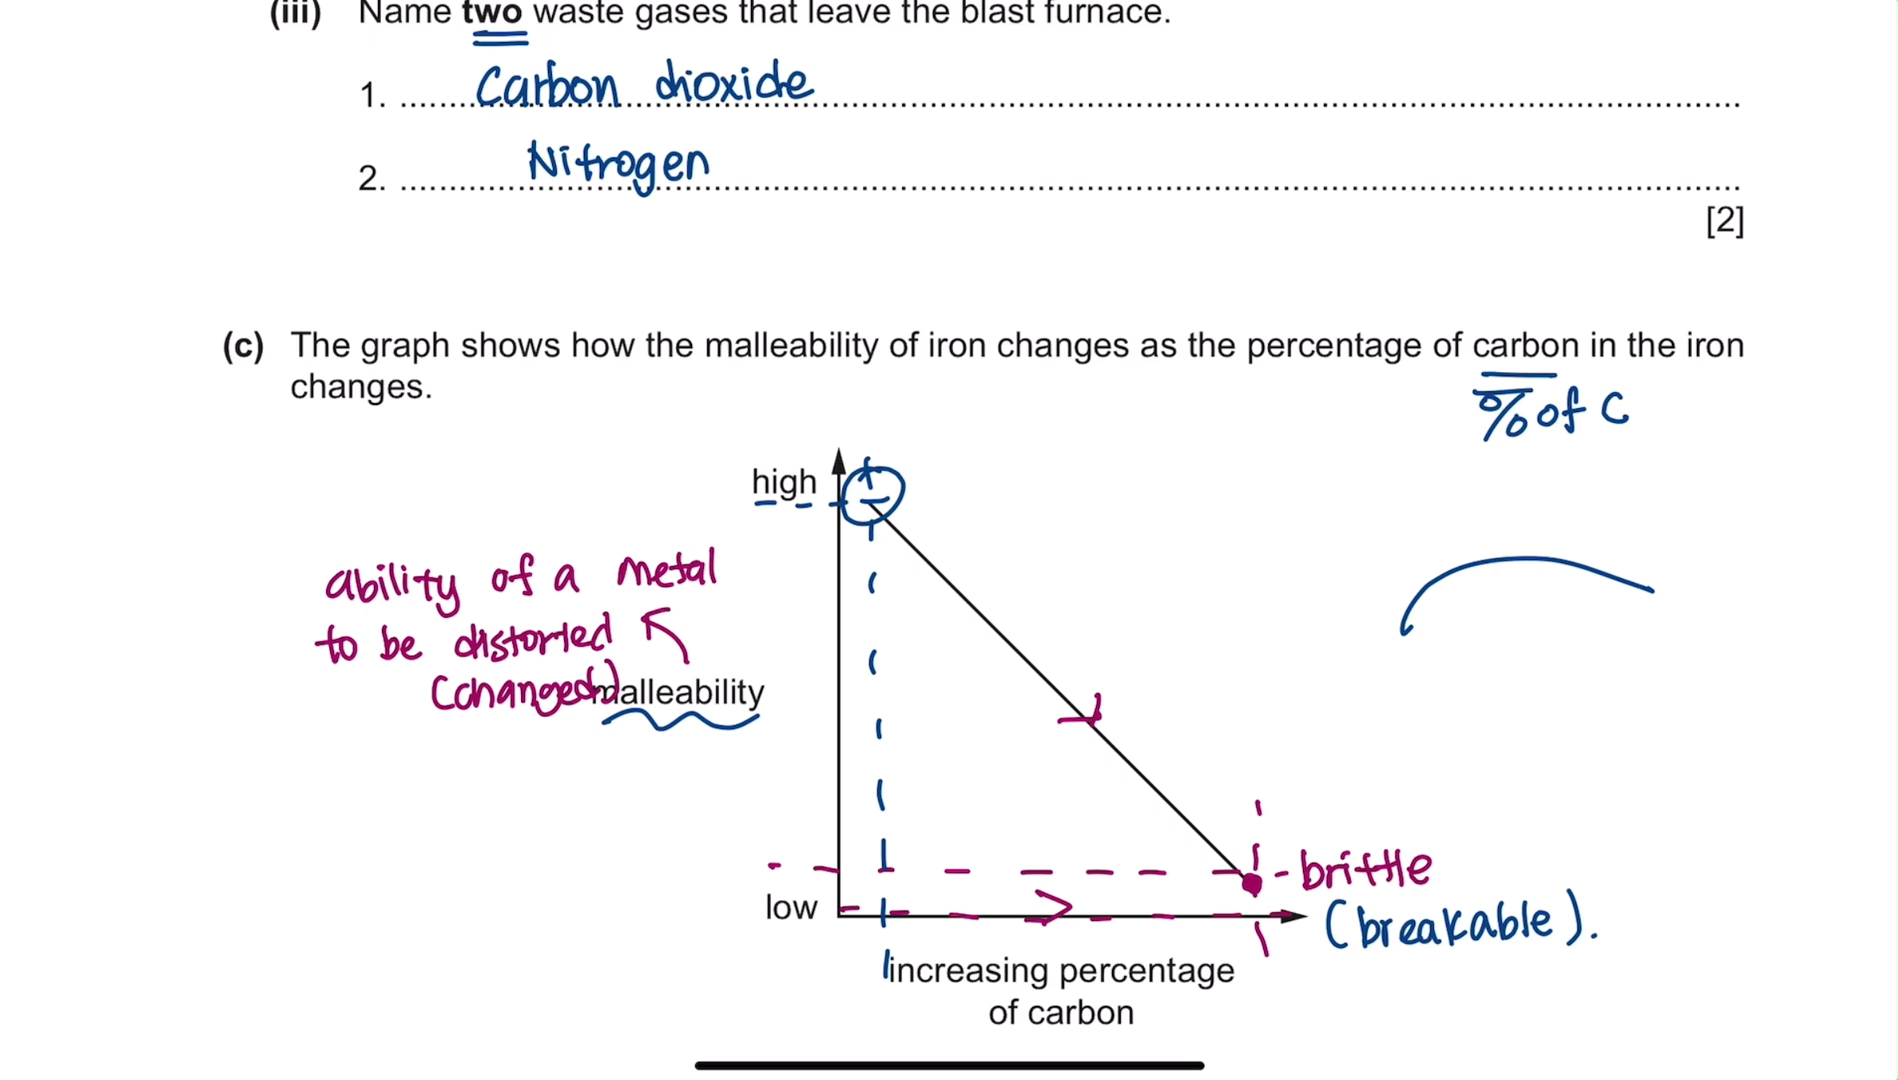 (iii) Name two waste gases that leave the blast furnace.
1. Carbon dioxide
2. Nitrogen
[2]
(c) The graph shows how the malleability of iron changes as the percentage of carbon in the iron
changes.
% of C
high
ability of a metal
to be distorted
(changed)
malleability
brittle
low
(breakable).
increasing percentage
of carbon